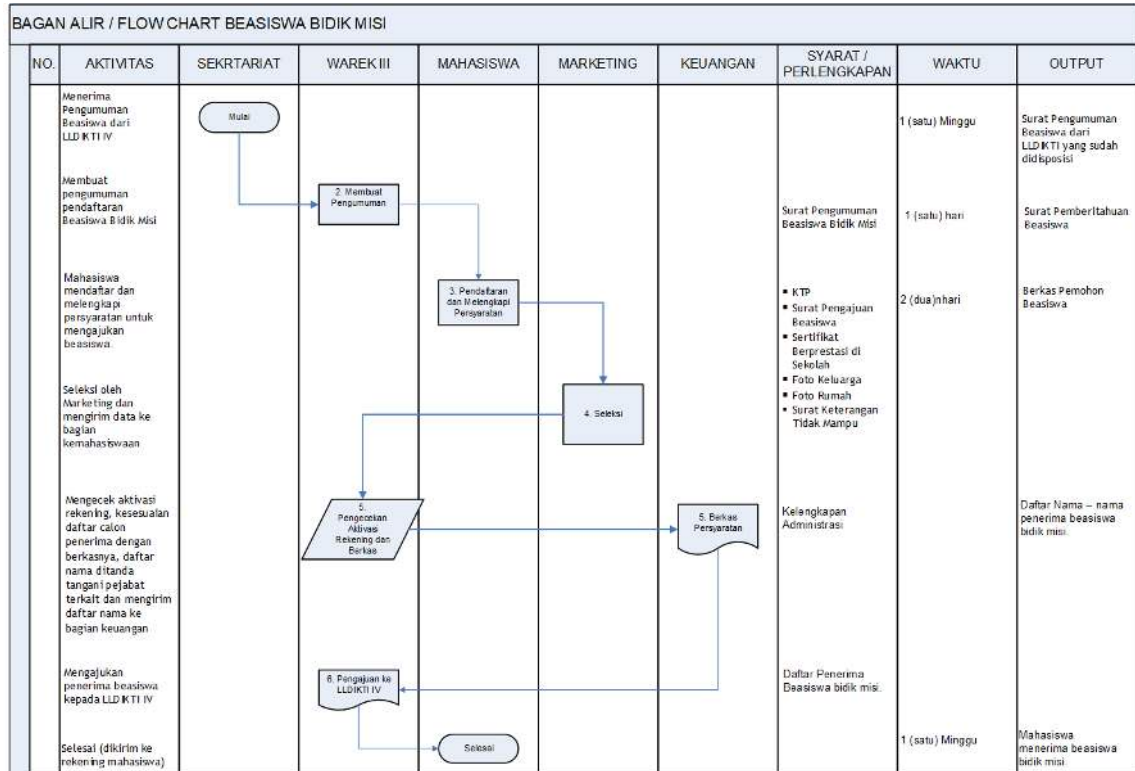 BAGAN ALIR / FLOW CHART BEASISWA BIDIK MISI
NO.
AKTIVITAS
SEKRTARIAT
WAREK III
MAHASISWA
MARKETING
KEUANGAN
SYARAT /
PERLENGKAPAN
WAKTU
OUTPUT
Menerima
Pengumuman
Beasiswa dari
LLDIKTI IV
Mulai
1 (satu) Minggu
Surat Pengumuman
Beasiswa dari
LLDIKTI yang sudah
didisposisi
Membuat
pengumuman
pendaftaran
Beasiswa Bidik Misi
2. Membuat
Pengumuman
Surat Pengumuman
Beasiswa Bidik Misi
1 (satu) hari
Surat Pemberitahuan
Beasiswa
Mahasiswa
mendaftar dan
melengkapi
persyaratan untuk
mengajukan
beasiswa.
3. Pendaftaran
dan Melengkapi
Persyaratan
▪ KTP
▪ Surat Pengajuan
Beasiswa
▪ Sertifikat
Berprestasi di
Sekolah
▪ Foto Keluarga
▪ Foto Rumah
▪ Surat Keterangan
Tidak Mampu
2 (dua)nhari
Berkas Pemohon
Beasiswa
Seleksi oleh
Marketing dan
mengirim data ke
bagian
kemahasiswaan
4. Seleksi
Mengecek aktivasi
rekening, kesesuaian
daftar calon
penerima dengan
berkasnya, daftar
nama ditanda
tangani pejabat
terkait dan mengirim
daftar nama ke
bagian keuangan
5.
Pengecekan
Aktivasi
Rekening dan
Berkas
5. Berkas
Persyaratan
Kelengkapan
Administrasi
Daftar Nama – nama
penerima beasiswa
bidik misi.
Mengajukan
penerima beasiswa
kepada LLDIKTI IV
6. Pengajuan ke
LLDIKTI IV
Daftar Penerima
Beasiswa bidik misi.
Selesai (dikirim ke
rekening mahasiswa)
Selesai
1 (satu) Minggu
Mahasiswa
menerima beasiswa
bidik misi